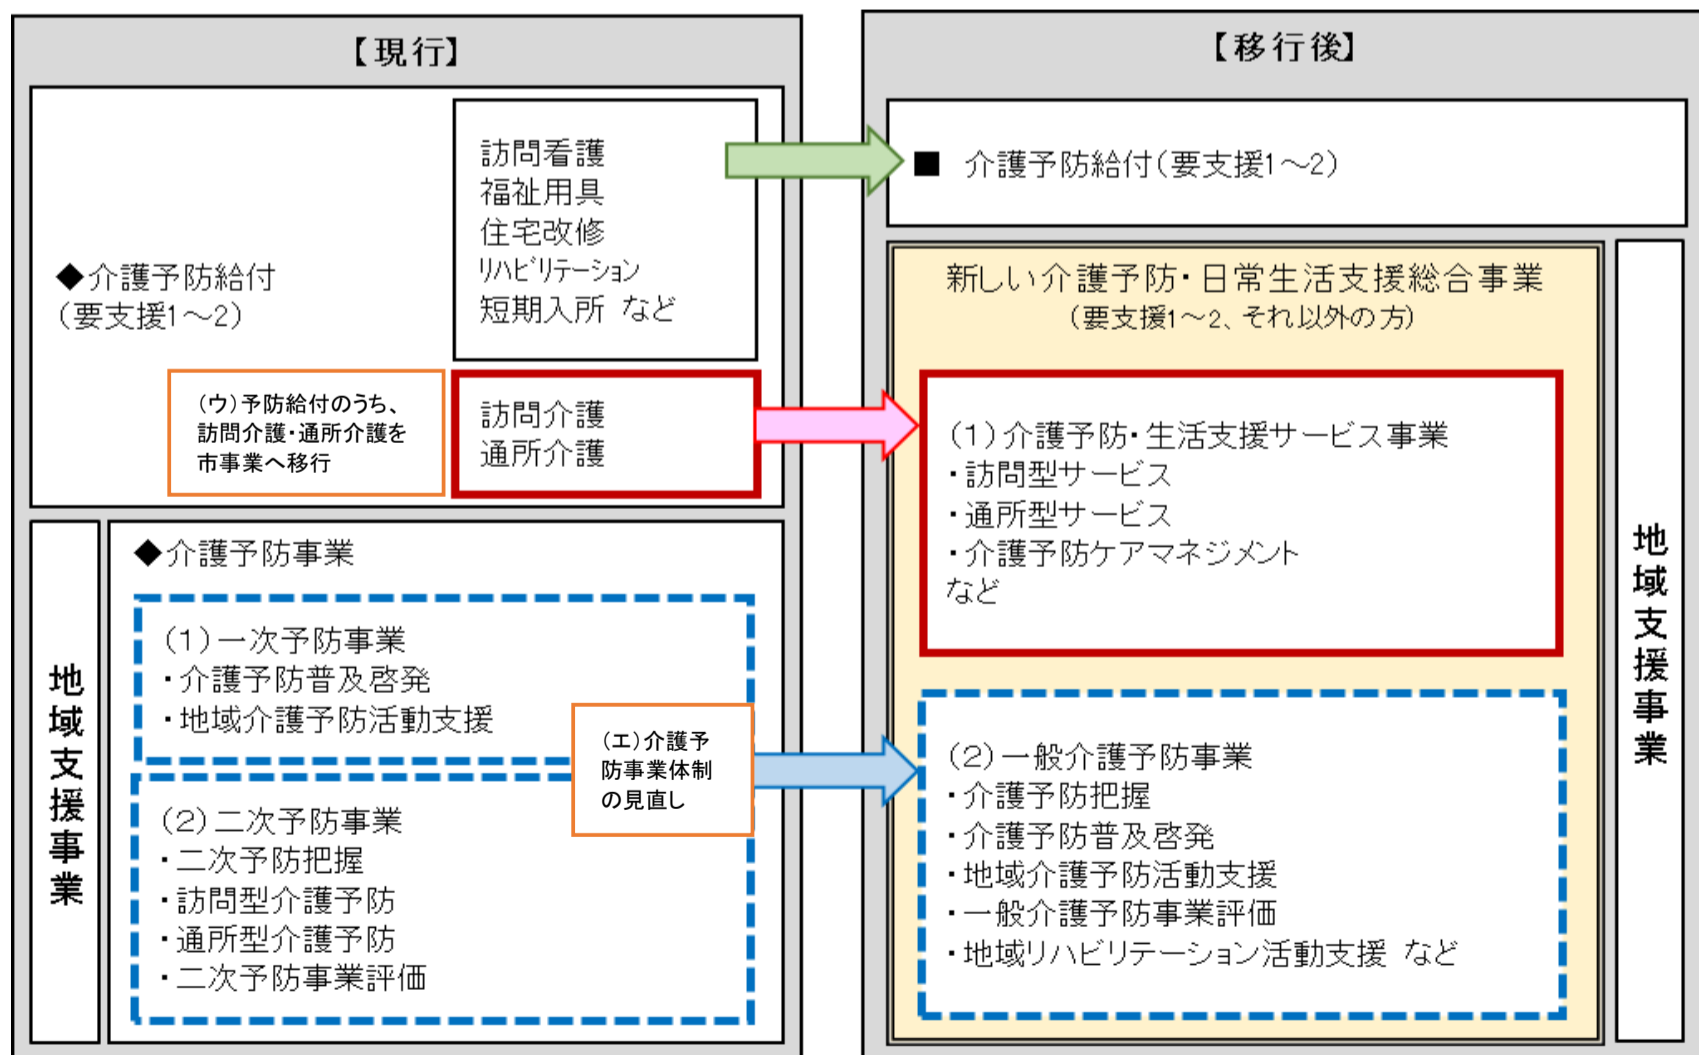 【現行】
◆介護予防給付
（要支援1～2）
訪問看護
福祉用具
住宅改修
ﾘﾊﾋﾞﾘﾃｰｼｮﾝ
短期入所 など
（ウ）予防給付のうち、
訪問介護・通所介護を
市事業へ移行
訪問介護
通所介護
地域支援事業
◆介護予防事業
（１）一次予防事業
・介護予防普及啓発
・地域介護予防活動支援
（エ）介護予
防事業体制
の見直し
（２）二次予防事業
・二次予防把握
・訪問型介護予防
・通所型介護予防
・二次予防事業評価
【移行後】
■ 介護予防給付（要支援1～2）
新しい介護予防・日常生活支援総合事業
（要支援1～2、それ以外の方）
（１）介護予防・生活支援サービス事業
・訪問型サービス
・通所型サービス
・介護予防ケアマネジメント
など
（２）一般介護予防事業
・介護予防把握
・介護予防普及啓発
・地域介護予防活動支援
・一般介護予防事業評価
・地域リハビリテーション活動支援 など
地域支援事業